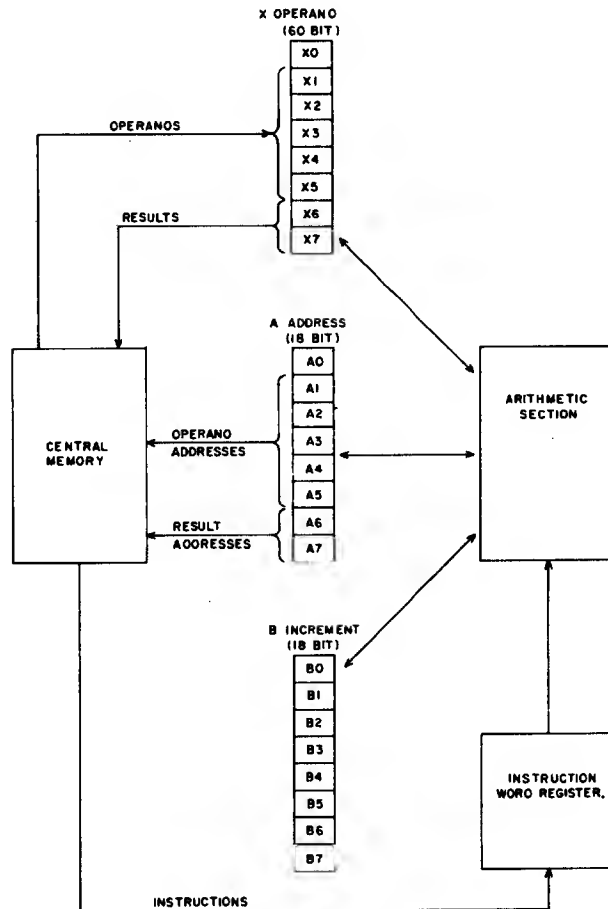 X OPERANO
(60 BIT)
X0
X1
X2
X3
X4
X5
X6
X7
OPERANOS
RESULTS
A ADDRESS
(18 BIT)
A0
A1
A2
A3
A4
A5
A6
A7
CENTRAL
MEMORY
OPERANO
ADDRESSES
RESULT
AOORESSES
ARITHMETIC
SECTION
B INCREMENT
(18 BIT)
B0
B1
B2
B3
B4
B5
B6
B7
INSTRUCTION
WORO REGISTER.
INSTRUCTIONS